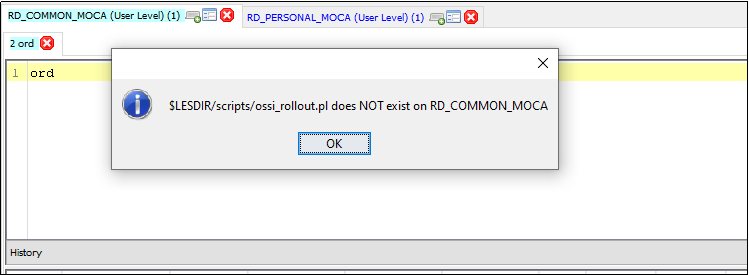 RD_COMMON_MOCA (User Level) (1) RD_PERSONAL_MOCA (User Level) (1)
2 ord
1 ord
$LESDIR/scripts/ossi_rollout.pl does NOT exist on RD_COMMON_MOCA
OK
History